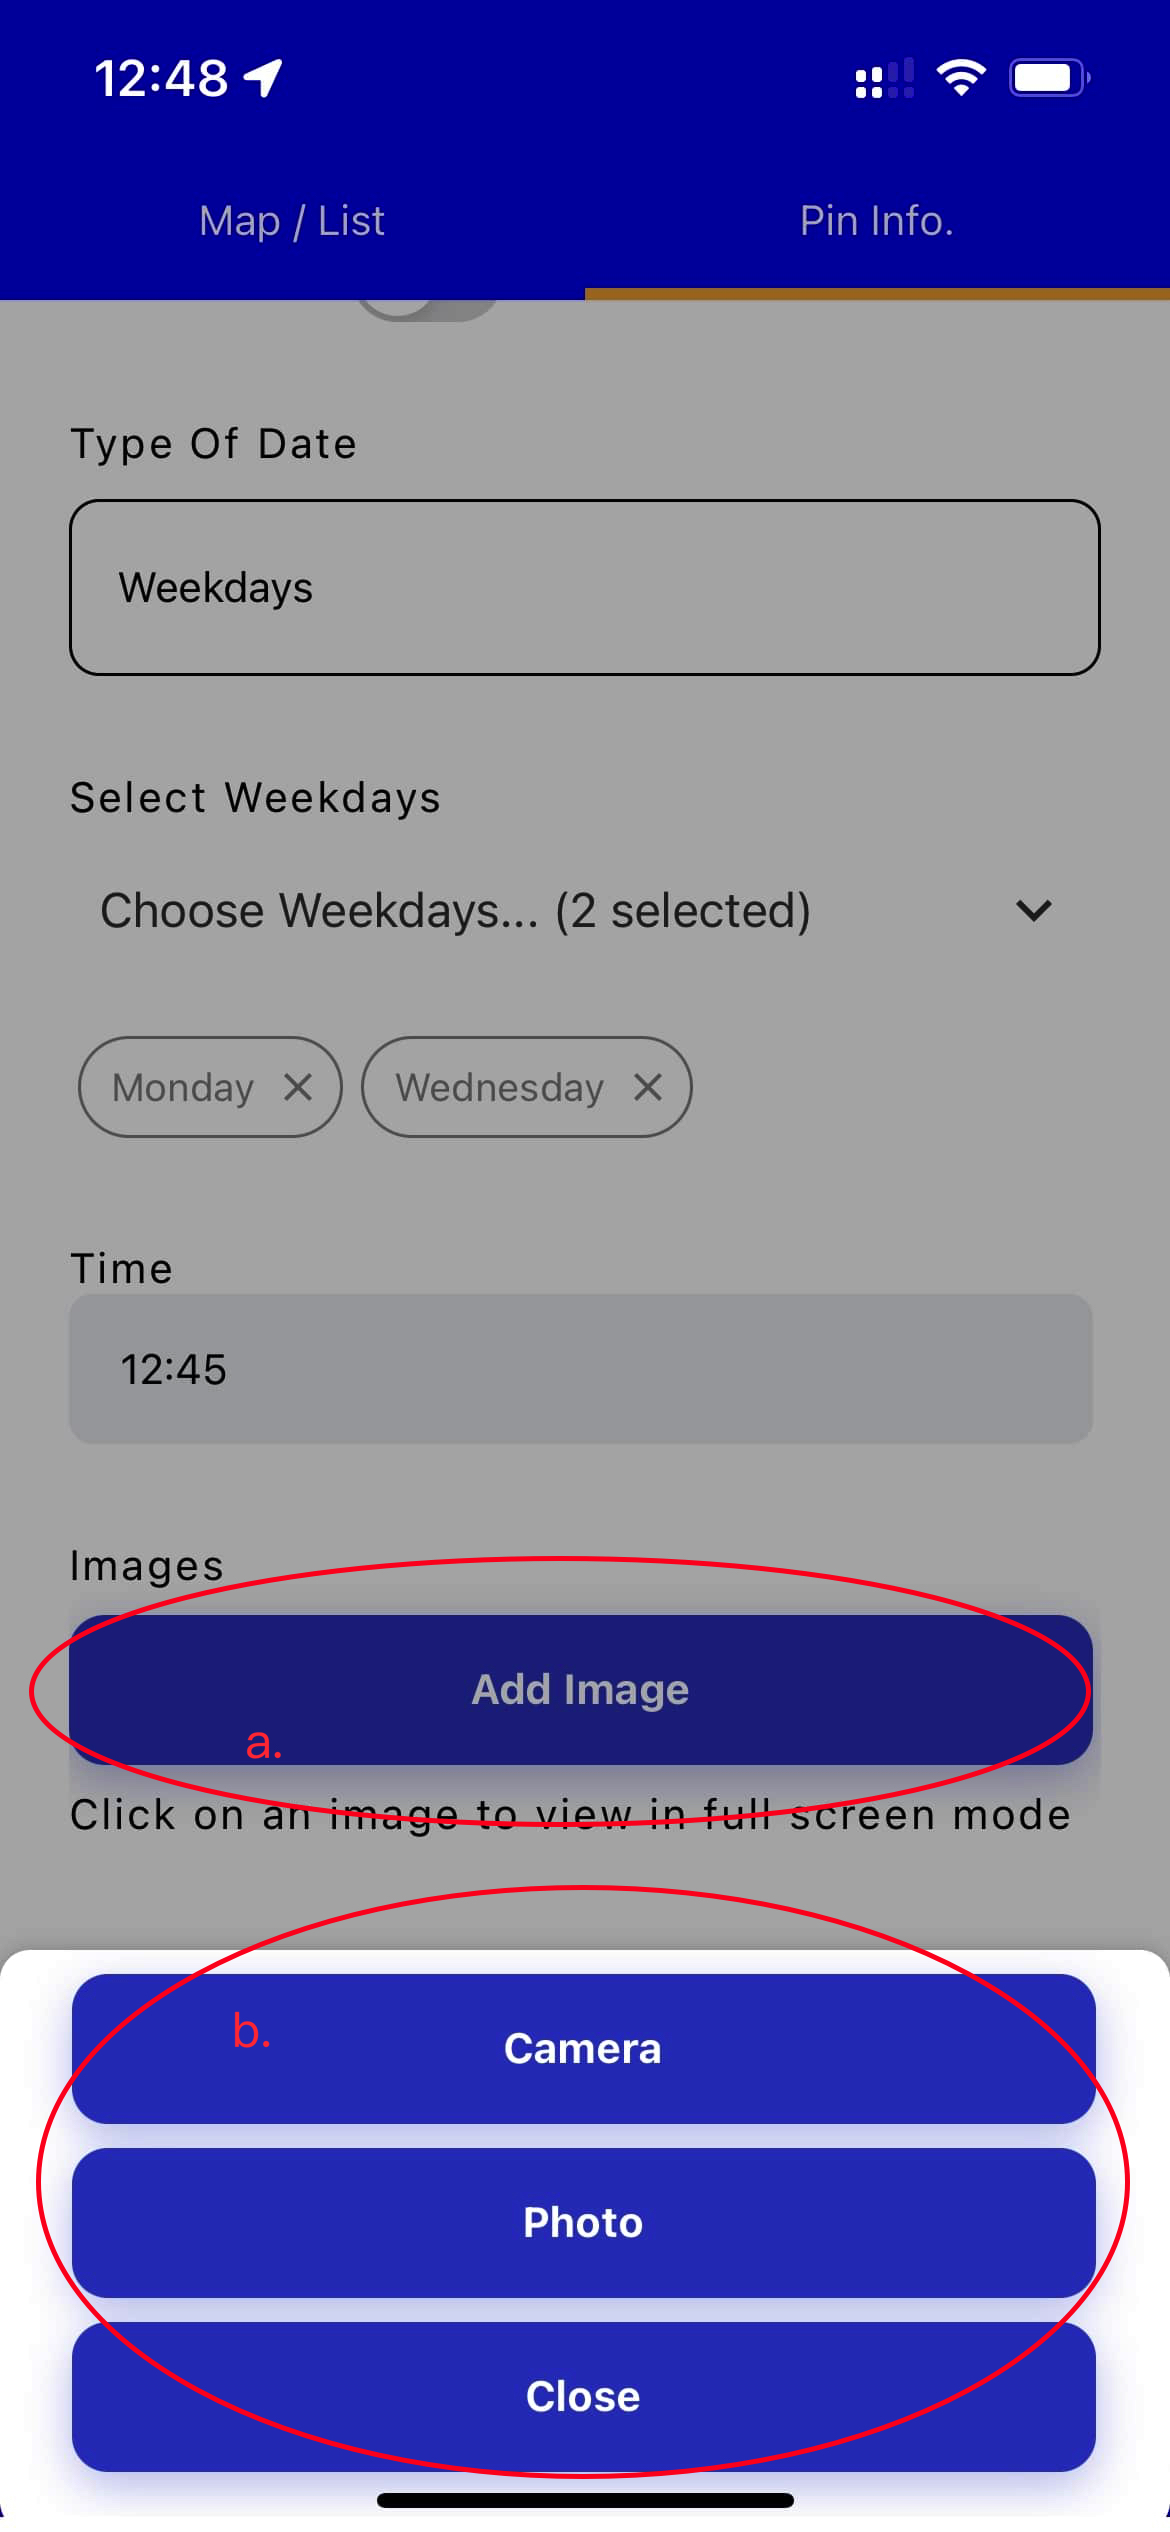 12:48
Map / List
Pin Info.
Type Of Date
Weekdays
Select Weekdays
Choose Weekdays... (2 selected)
Monday
Wednesday
Time
12:45
Images
Add Image
a.
Click on an image to view in full screen mode
b.
Camera
Photo
Close